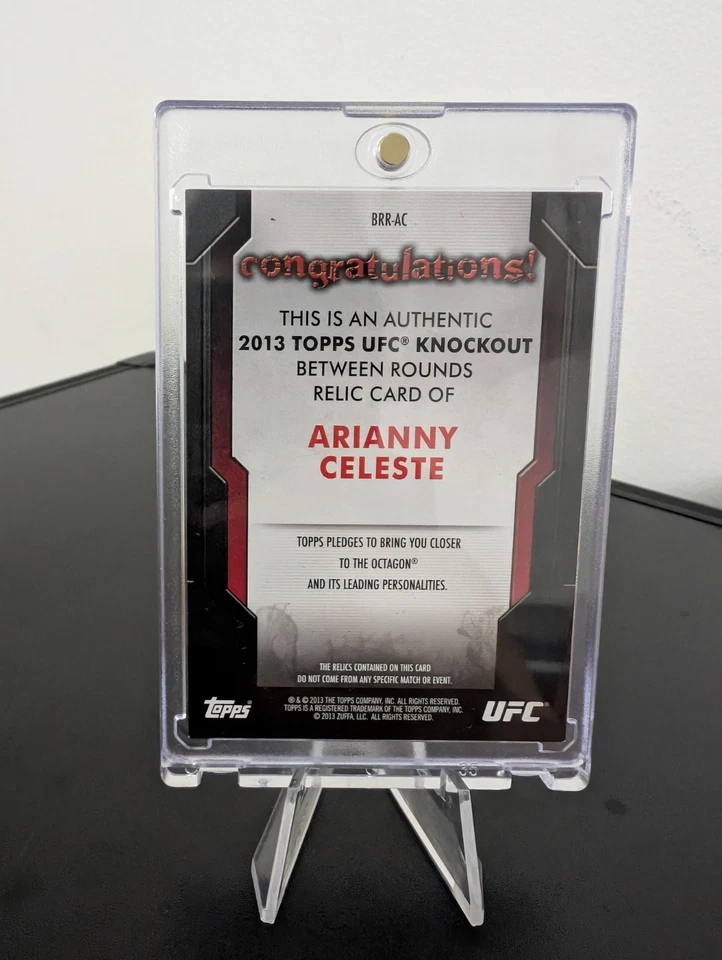 BRR-AC
congratulations!
THIS IS AN AUTHENTIC
2013 TOPPS UFC® KNOCKOUT
BETWEEN ROUNDS
RELIC CARD OF
ARIANNY
CELESTE
TOPPS PLEDGES TO BRING YOU CLOSER
TO THE OCTAGON®
AND ITS LEADING PERSONALITIES.
THE RELICS CONTAINED ON THIS CARD
DO NOT COME FROM ANY SPECIFIC MATCH OR EVENT.
® & © 2013 THE TOPPS COMPANY, INC. ALL RIGHTS RESERVED.
TOPPS IS A REGISTERED TRADEMARK OF THE TOPPS COMPANY, INC.
© 2013 ZUFFA, LLC. ALL RIGHTS RESERVED.
topps
UFC®